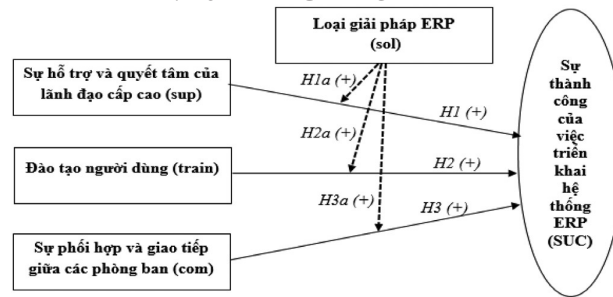 Loại giải pháp ERP
(sol)
Sự hỗ trợ và quyết tâm của
lãnh đạo cấp cao (sup)
H1a (+)
H1 (+)
Đào tạo người dùng (train)
H2a (+)
H2 (+)
H3a (+)
H3 (+)
Sự phối hợp và giao tiếp
giữa các phòng ban (com)
Sự
thành
công
của
việc
triển
khai
hệ
thống
ERP
(SUC)